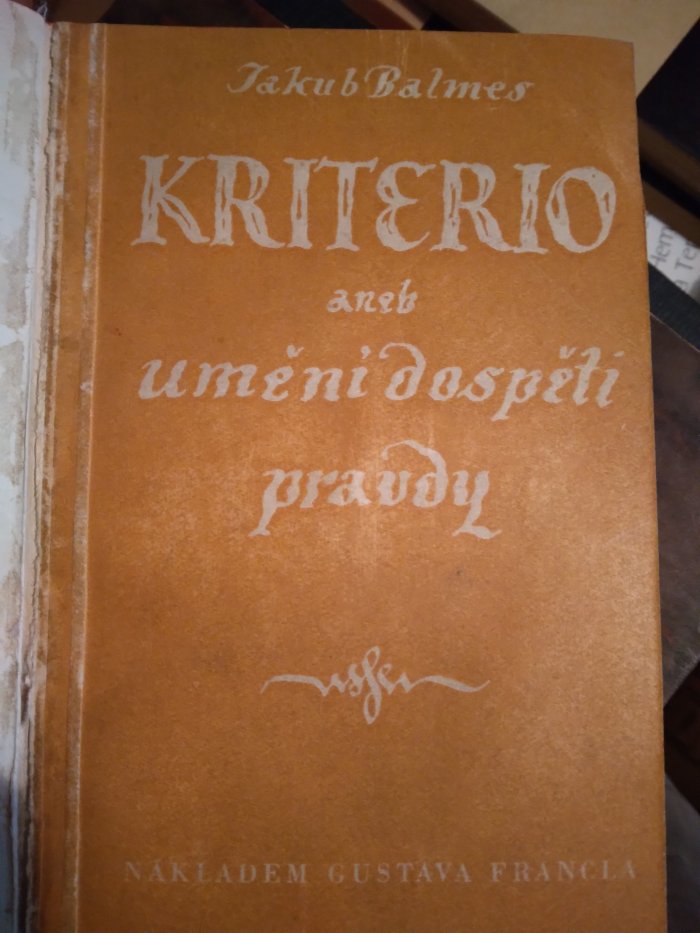 Jakub Balmes
KRITERIO
aneb
umění dospěti
pravdy
NÁKLADEM GUSTAVA FRANCLA